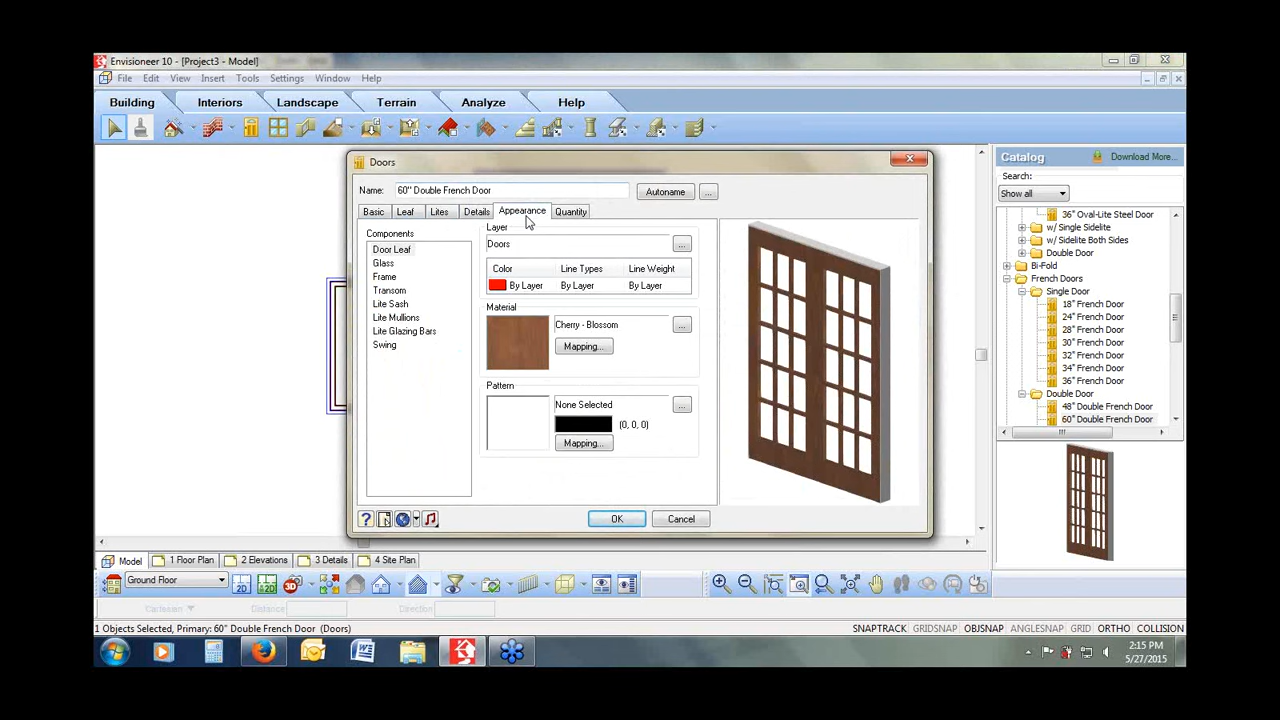 Envisioneer 10 - [Project3 - Model]
File Edit View Insert Tools Settings Window Help
Building Interiors Landscape Terrain Analyze Help
Doors
Name: 60" Double French Door Autoname ...
Basic Leaf Lites Details Appearance Quantity
Components
Door Leaf
Glass
Frame
Transom
Lite Sash
Lite Mullions
Lite Glazing Bars
Swing
Layer
Doors ...
Color Line Types Line Weight
By Layer By Layer By Layer
Material
Cherry - Blossom ...
Mapping...
Pattern
None Selected ...
(0, 0, 0)
Mapping...
OK Cancel
Catalog Download More...
Search:
Show all
36" Oval-Lite Steel Door
w/ Single Sidelite
w/ Sidelite Both Sides
Double Door
Bi-Fold
French Doors
Single Door
18" French Door
24" French Door
28" French Door
30" French Door
32" French Door
34" French Door
36" French Door
Double Door
48" Double French Door
60" Double French Door
Model 1 Floor Plan 2 Elevations 3 Details 4 Site Plan
Ground Floor 2D 2D 3D
Cartesian Distance Direction
1 Objects Selected, Primary: 60" Double French Door (Doors)
SNAPTRACK GRIDSNAP OBJSNAP ANGLESNAP GRID ORTHO COLLISION
2:15 PM
5/27/2015